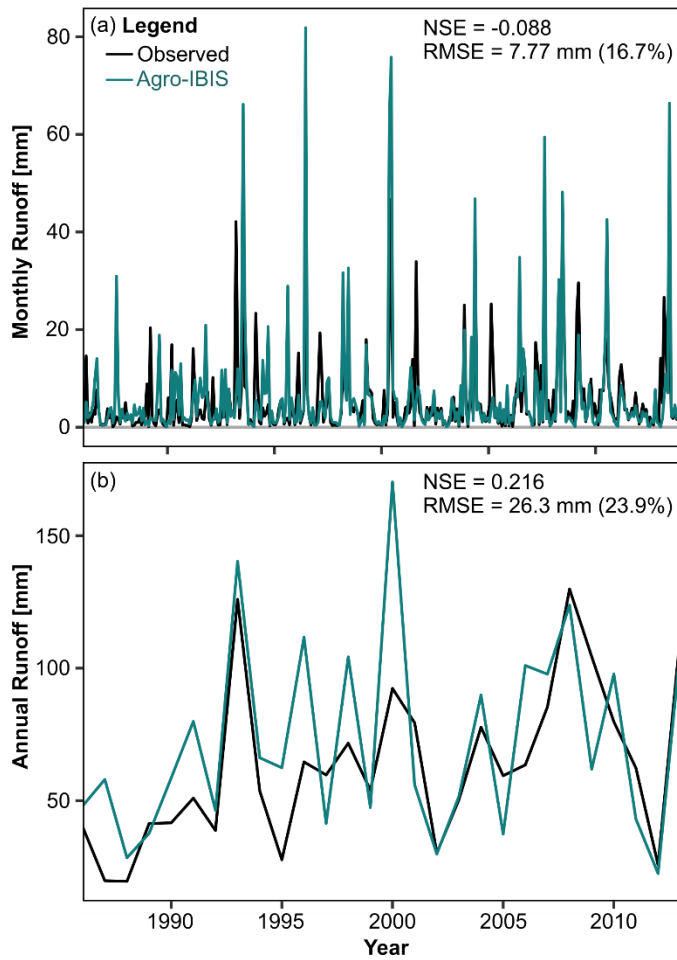 (a) Legend
Observed
Agro-IBIS
NSE = -0.088
RMSE = 7.77 mm (16.7%)
Monthly Runoff [mm]
80
60
40
20
0
(b)
NSE = 0.216
RMSE = 26.3 mm (23.9%)
Annual Runoff [mm]
150
100
50
1990 1995 2000 2005 2010
Year